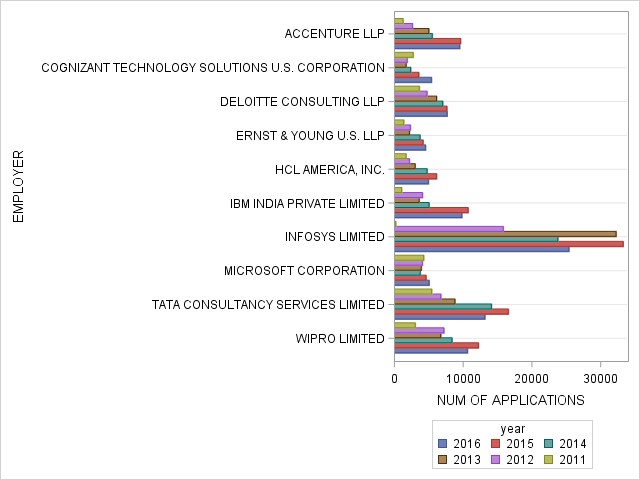 EMPLOYER
ACCENTURE LLP
COGNIZANT TECHNOLOGY SOLUTIONS U.S. CORPORATION
DELOITTE CONSULTING LLP
ERNST & YOUNG U.S. LLP
HCL AMERICA, INC.
IBM INDIA PRIVATE LIMITED
INFOSYS LIMITED
MICROSOFT CORPORATION
TATA CONSULTANCY SERVICES LIMITED
WIPRO LIMITED
0 10000 20000 30000
NUM OF APPLICATIONS
year
2016 2015 2014
2013 2012 2011